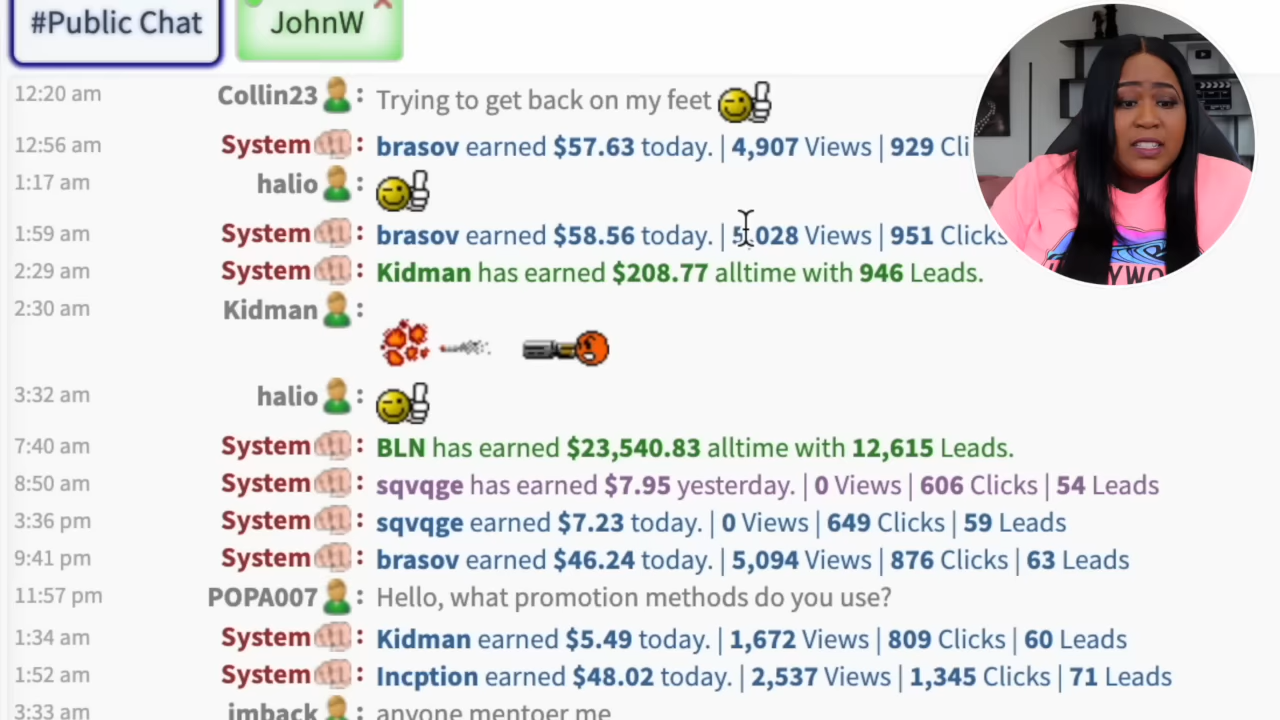 #Public Chat JohnW
12:20 am Collin23 : Trying to get back on my feet
12:56 am System : brasov earned $57.63 today. | 4,907 Views | 929 Cli
1:17 am halio :
1:59 am System : brasov earned $58.56 today. | 5,028 Views | 951 Clicks
2:29 am System : Kidman has earned $208.77 alltime with 946 Leads.
2:30 am Kidman :
3:32 am halio :
7:40 am System : BLN has earned $23,540.83 alltime with 12,615 Leads.
8:50 am System : sqvqge has earned $7.95 yesterday. | 0 Views | 606 Clicks | 54 Leads
3:36 pm System : sqvqge earned $7.23 today. | 0 Views | 649 Clicks | 59 Leads
9:41 pm System : brasov earned $46.24 today. | 5,094 Views | 876 Clicks | 63 Leads
11:57 pm POPA007 : Hello, what promotion methods do you use?
1:34 am System : Kidman earned $5.49 today. | 1,672 Views | 809 Clicks | 60 Leads
1:52 am System : Incption earned $48.02 today. | 2,537 Views | 1,345 Clicks | 71 Leads
3:33 am imback : anyone mentoer me